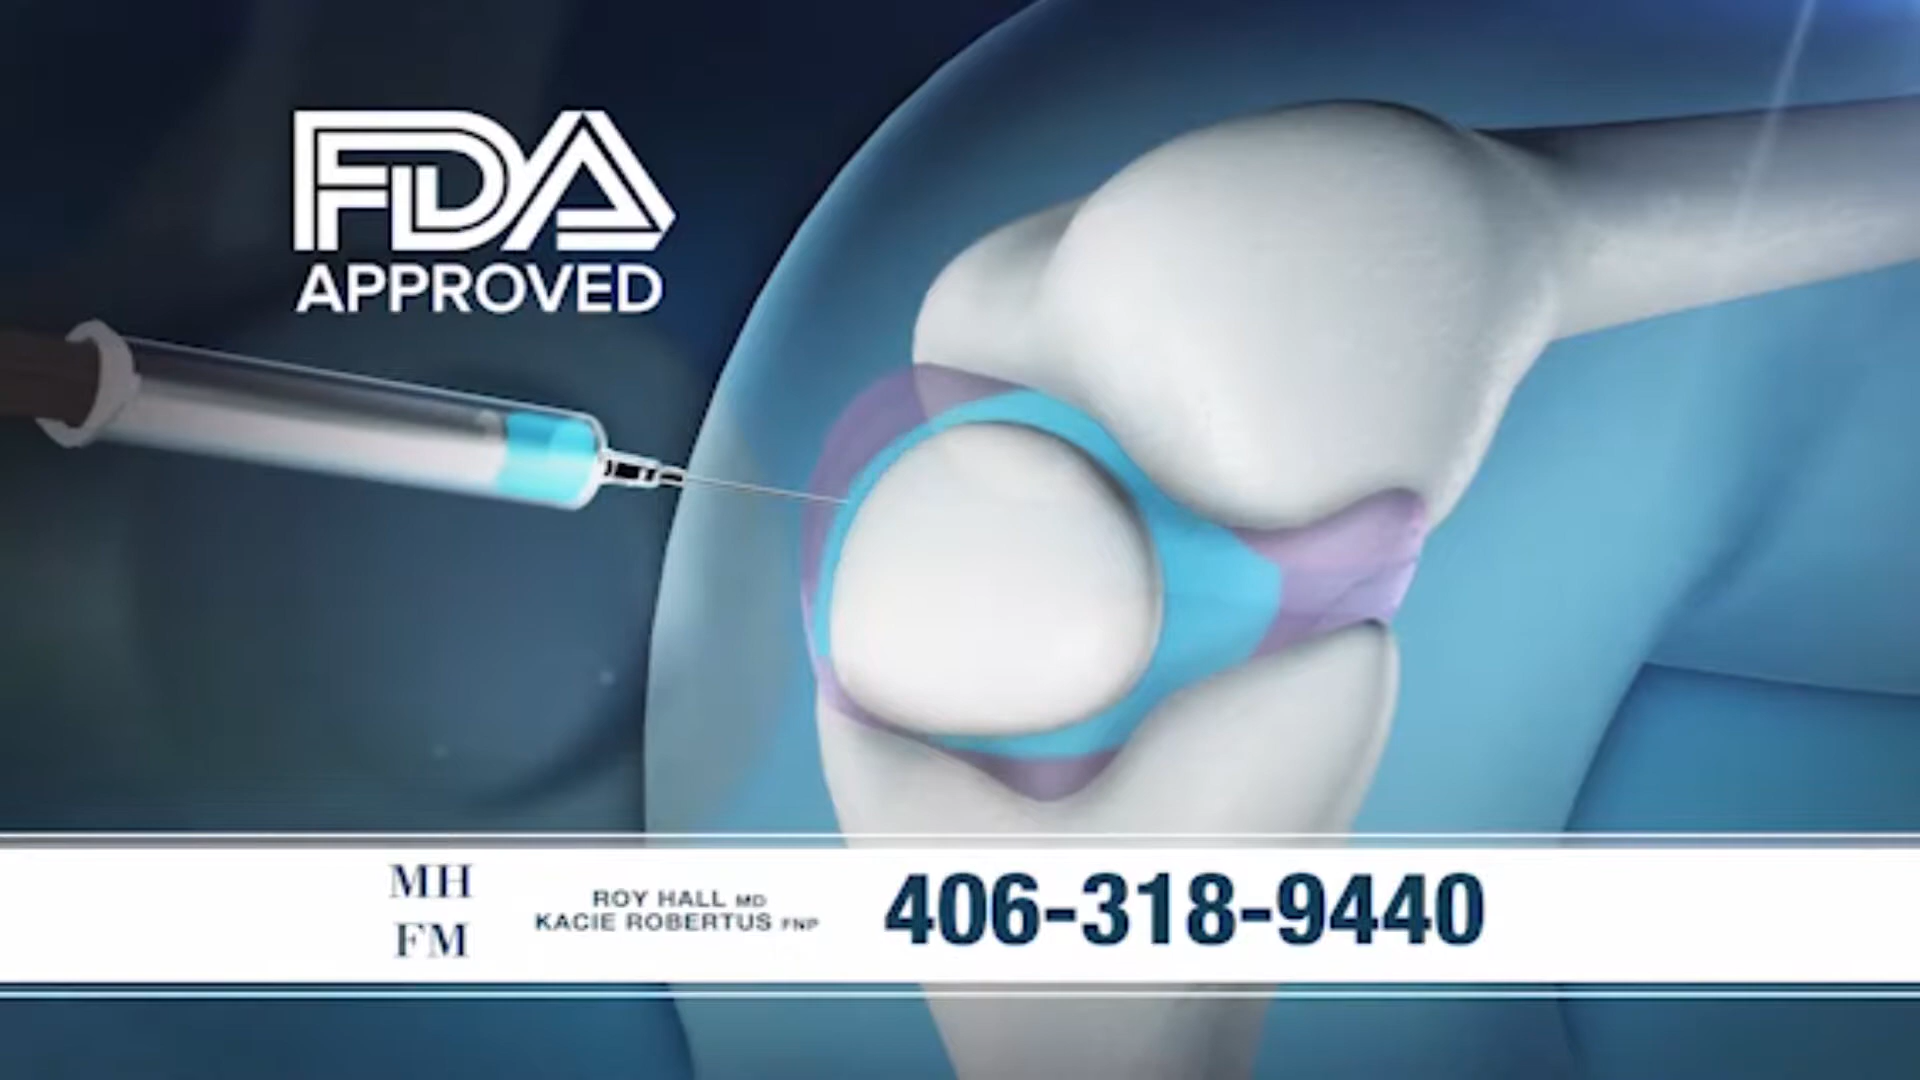 FDA
APPROVED
MH
FM
ROY HALL MD
KACIE ROBERTUS FNP
406-318-9440